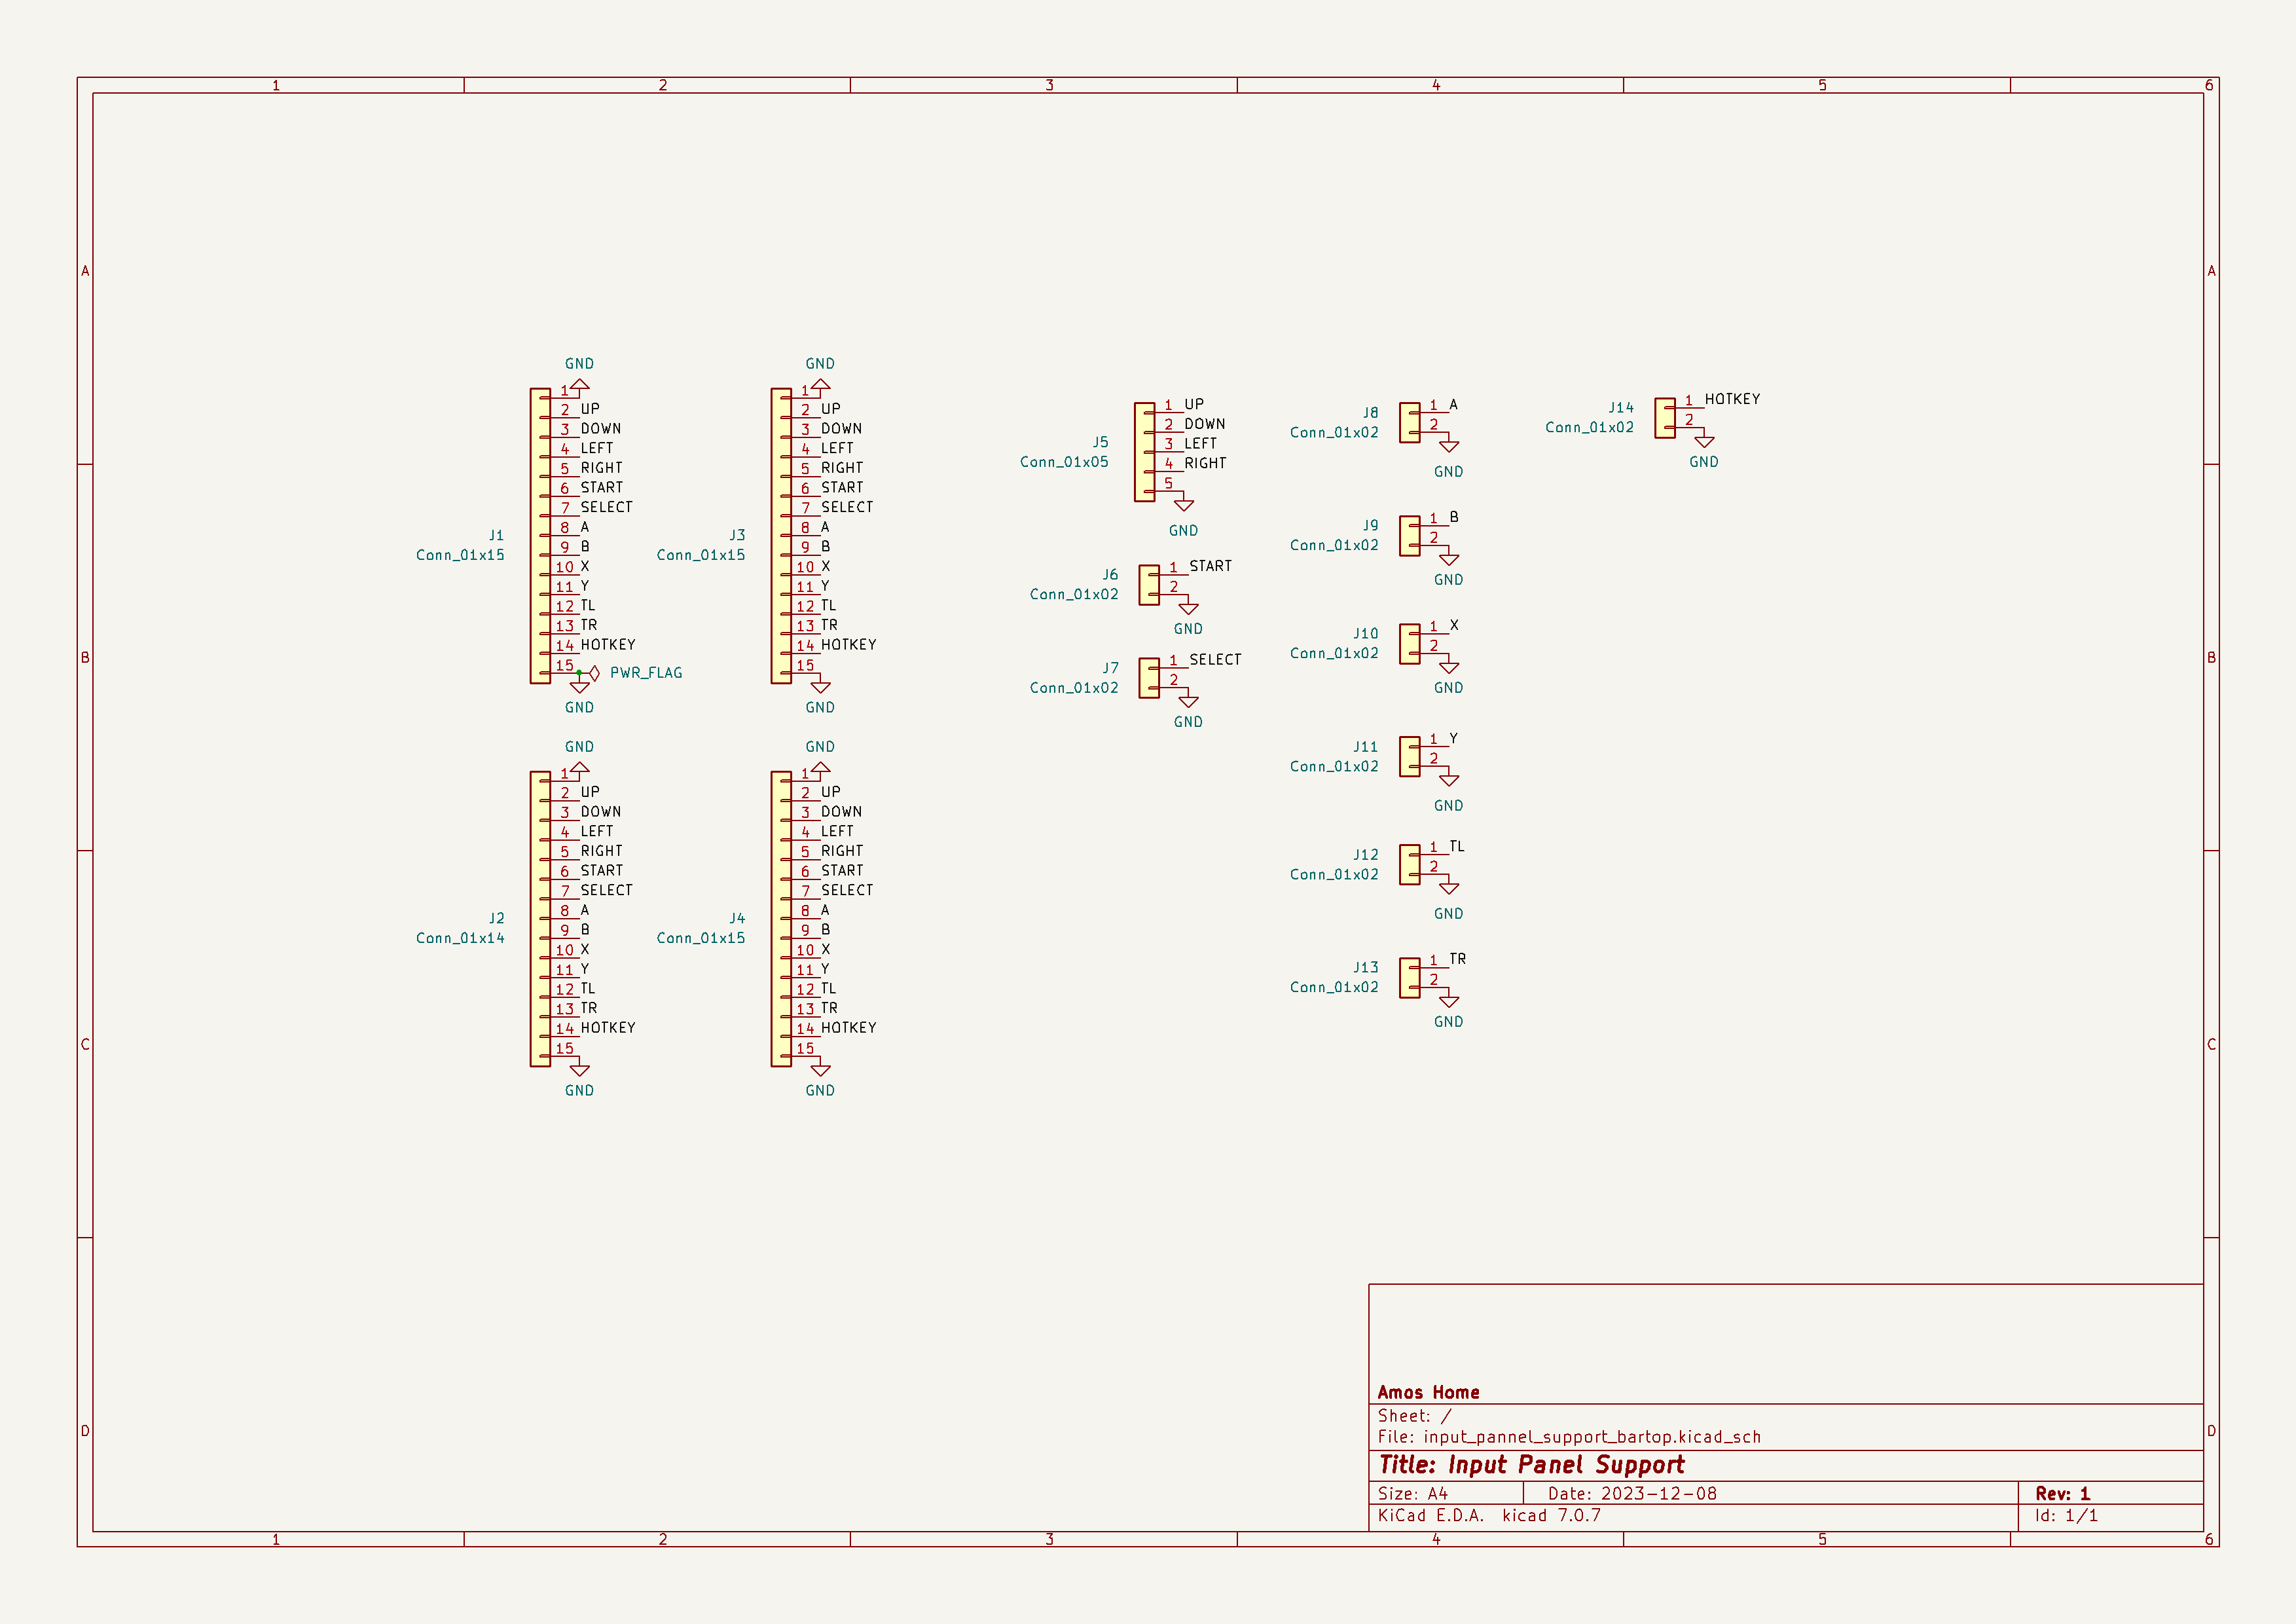 1 2 3 4 5 6
A
B
C
D
A
B
C
D
GND
1
2 UP
3 DOWN
4 LEFT
5 RIGHT
6 START
7 SELECT
8 A
9 B
10 X
11 Y
12 TL
13 TR
14 HOTKEY
15
PWR_FLAG
GND
J1
Conn_01x15
GND
1
2 UP
3 DOWN
4 LEFT
5 RIGHT
6 START
7 SELECT
8 A
9 B
10 X
11 Y
12 TL
13 TR
14 HOTKEY
15
GND
J3
Conn_01x15
GND
1
2 UP
3 DOWN
4 LEFT
5 RIGHT
6 START
7 SELECT
8 A
9 B
10 X
11 Y
12 TL
13 TR
14 HOTKEY
15
GND
J2
Conn_01x14
GND
1
2 UP
3 DOWN
4 LEFT
5 RIGHT
6 START
7 SELECT
8 A
9 B
10 X
11 Y
12 TL
13 TR
14 HOTKEY
15
GND
J4
Conn_01x15
J5
Conn_01x05
1 UP
2 DOWN
3 LEFT
4 RIGHT
5
GND
J6
Conn_01x02
1 START
2
GND
J7
Conn_01x02
1 SELECT
2
GND
J8
Conn_01x02
1 A
2
GND
J9
Conn_01x02
1 B
2
GND
J10
Conn_01x02
1 X
2
GND
J11
Conn_01x02
1 Y
2
GND
J12
Conn_01x02
1 TL
2
GND
J13
Conn_01x02
1 TR
2
GND
J14
Conn_01x02
1 HOTKEY
2
GND
Amos Home
Sheet: /
File: input_pannel_support_bartop.kicad_sch
Title: Input Panel Support
Size: A4 Date: 2023-12-08 Rev: 1
KiCad E.D.A. kicad 7.0.7 Id: 1/1
1 2 3 4 5 6